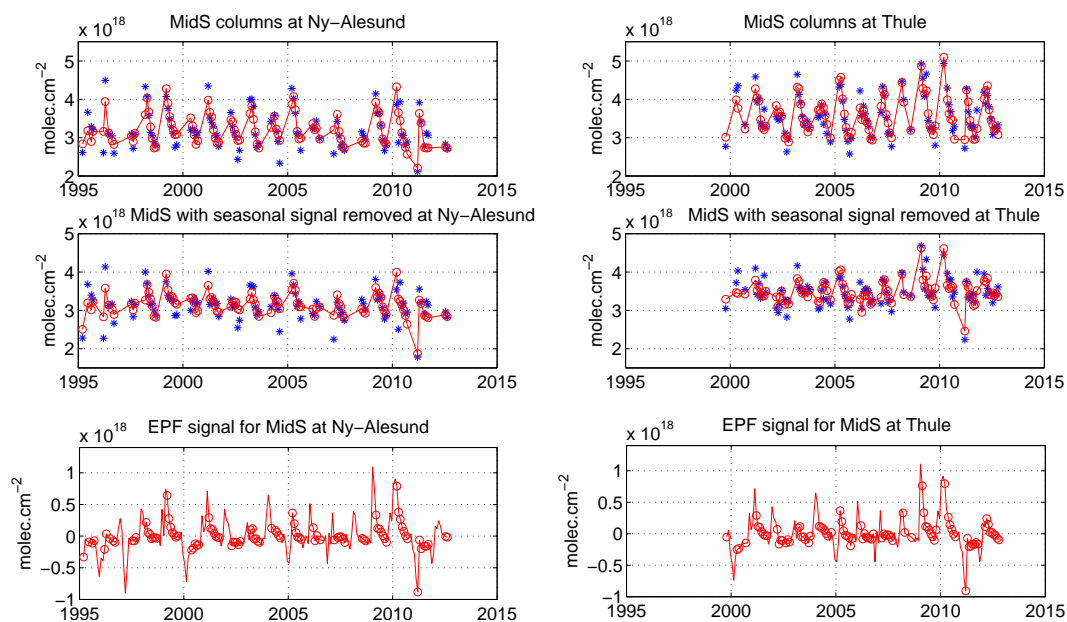 MidS columns at Ny−Alesund
x 10^18
molec.cm^−2
5
4
3
2
1995 2000 2005 2010 2015
MidS columns at Thule
x 10^18
molec.cm^−2
5
4
3
2
1995 2000 2005 2010 2015
MidS with seasonal signal removed at Ny−Alesund
x 10^18
molec.cm^−2
5
4
3
2
1995 2000 2005 2010 2015
MidS with seasonal signal removed at Thule
x 10^18
molec.cm^−2
5
4
3
2
1995 2000 2005 2010 2015
EPF signal for MidS at Ny−Alesund
x 10^18
molec.cm^−2
1
0.5
0
−0.5
−1
1995 2000 2005 2010 2015
EPF signal for MidS at Thule
x 10^18
molec.cm^−2
1
0.5
0
−0.5
−1
1995 2000 2005 2010 2015